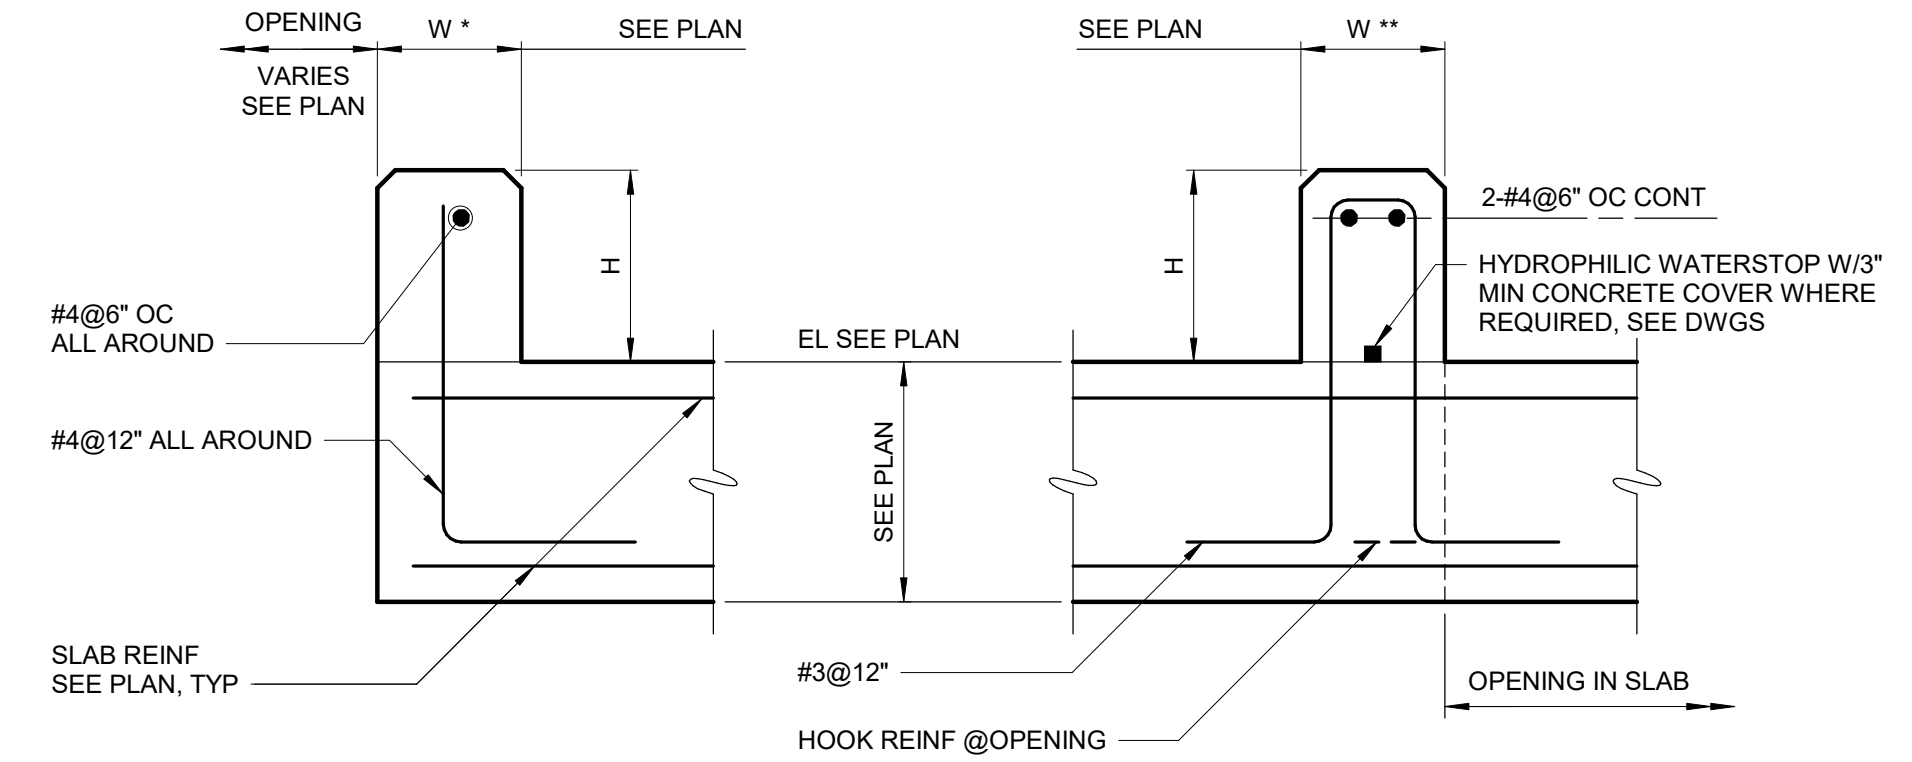 OPENING
VARIES
SEE PLAN
W *
SEE PLAN
SEE PLAN
W **
H
H
2-#4@6" OC CONT
HYDROPHILIC WATERSTOP W/3"
MIN CONCRETE COVER WHERE
REQUIRED, SEE DWGS
#4@6" OC
ALL AROUND
EL SEE PLAN
#4@12" ALL AROUND
SEE PLAN
SLAB REINF
SEE PLAN, TYP
#3@12"
OPENING IN SLAB
HOOK REINF @OPENING